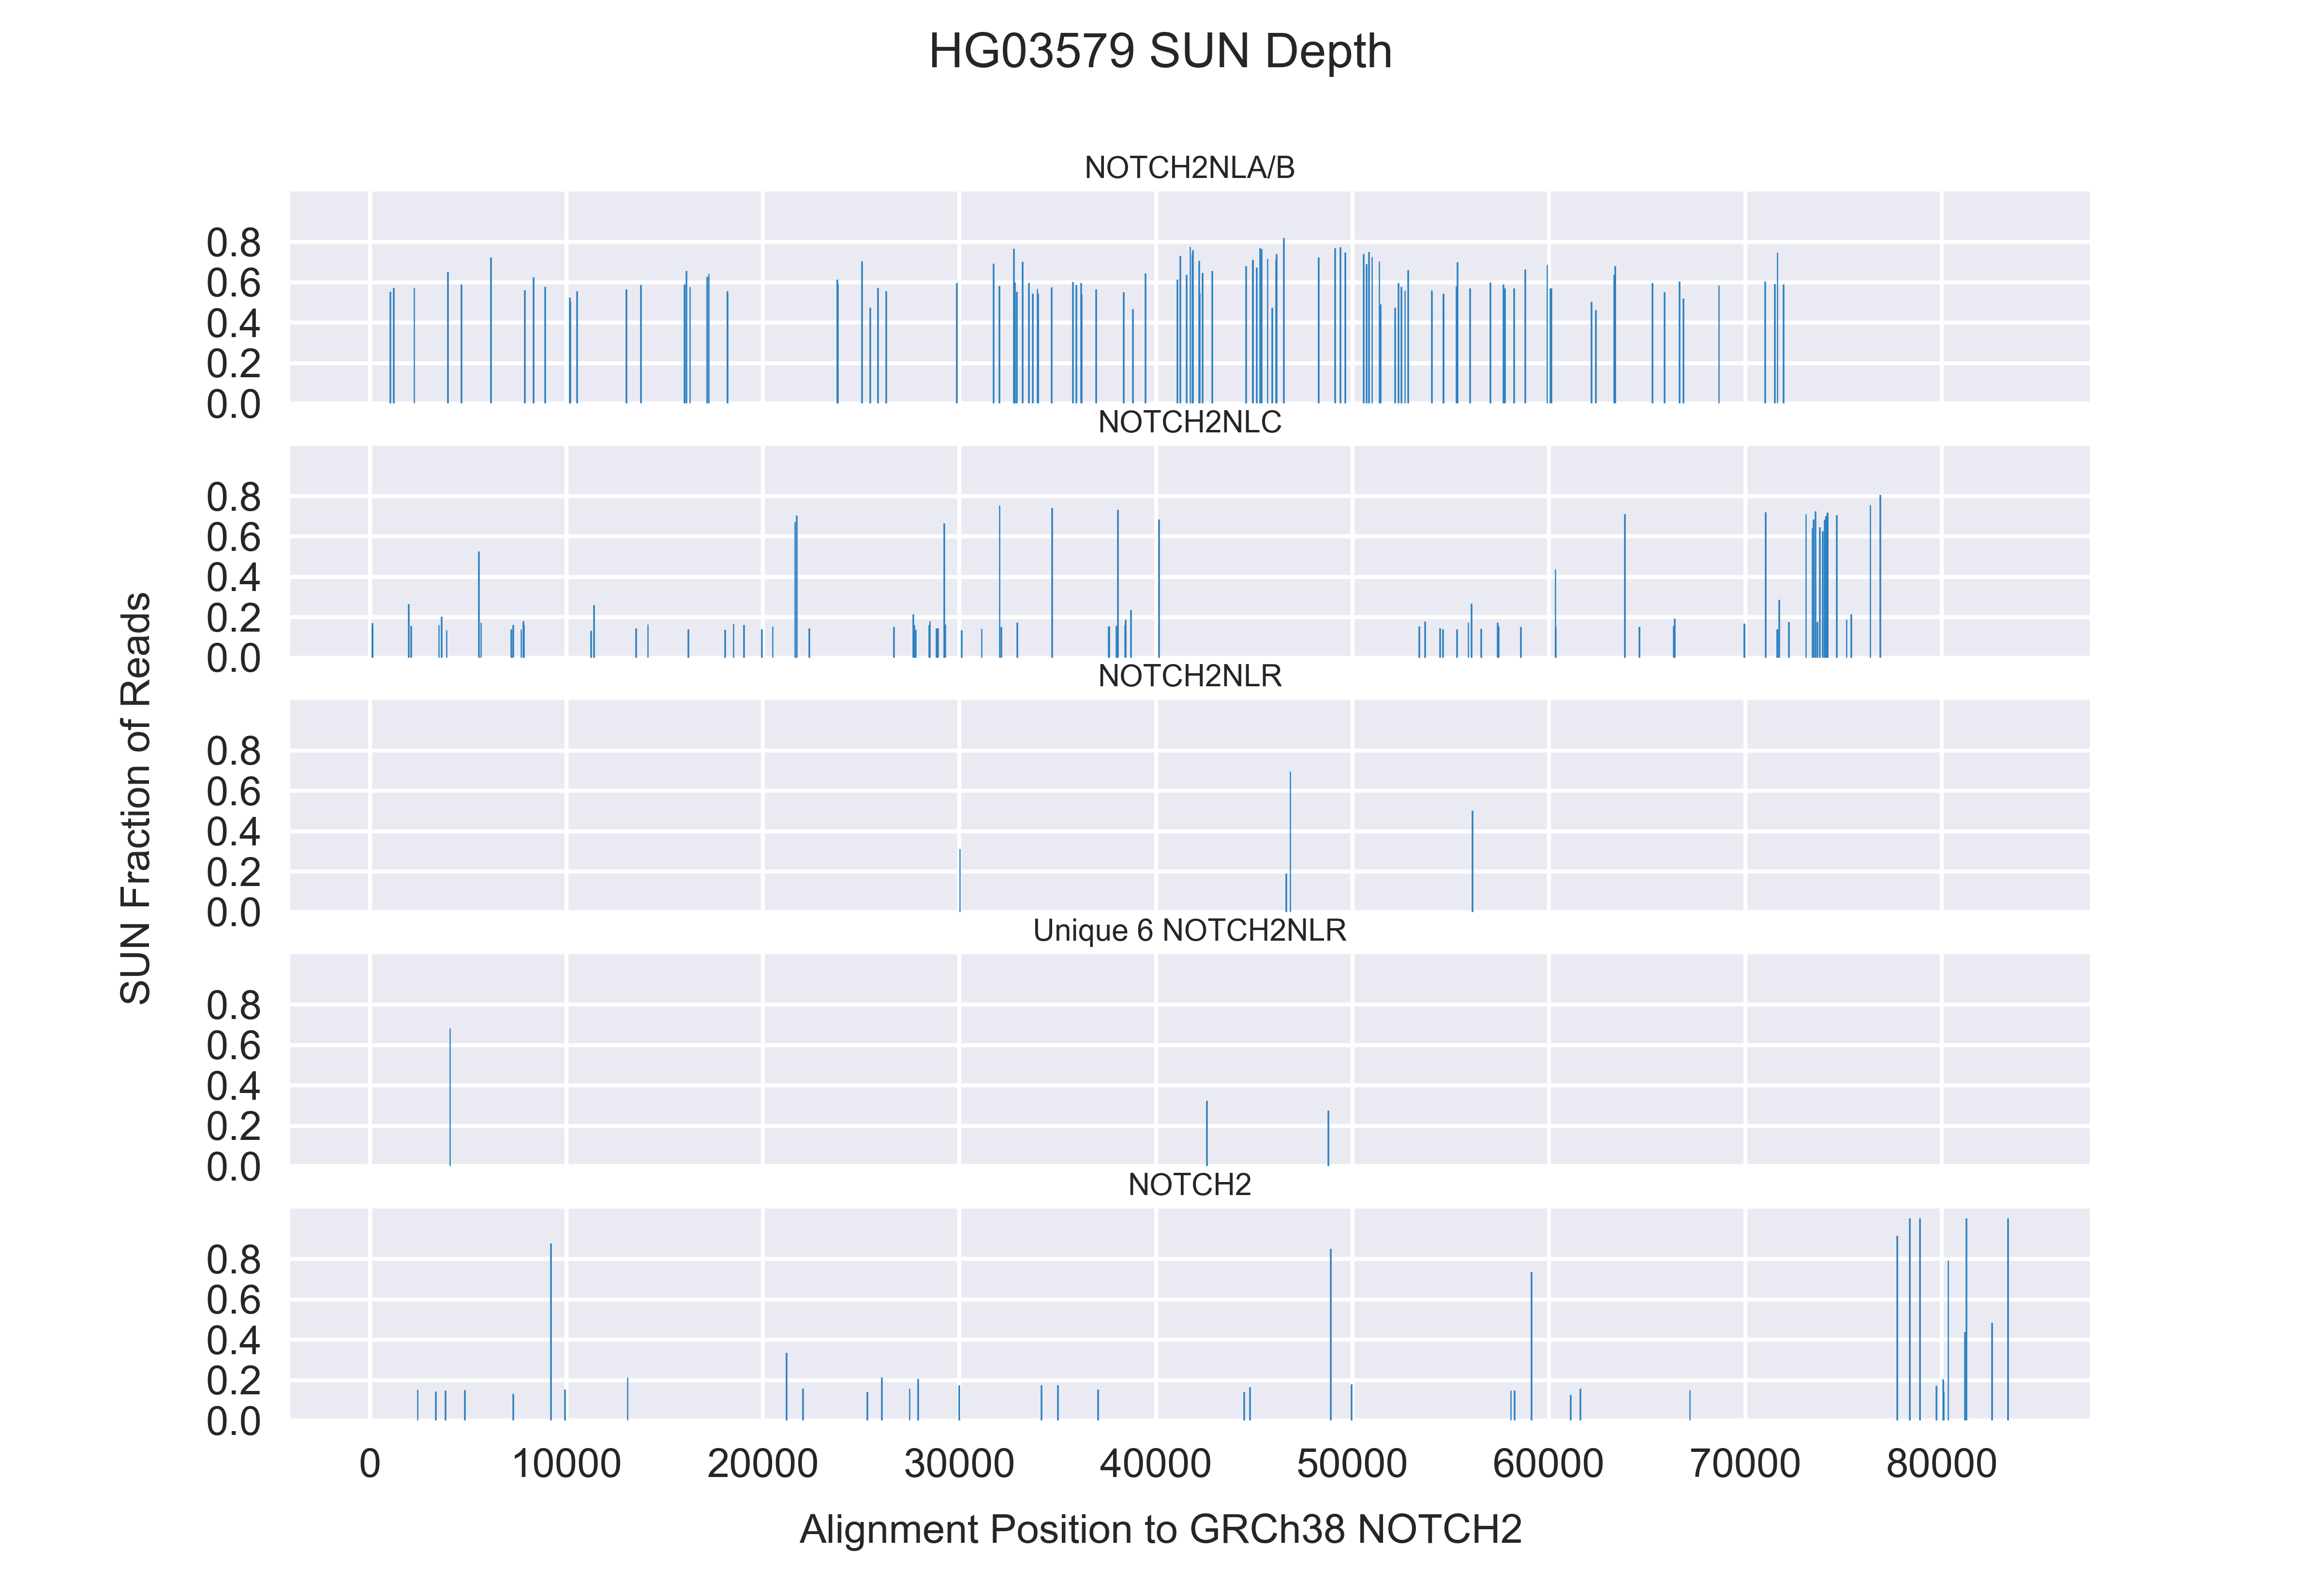 HG03579 SUN Depth
NOTCH2NLA/B
0.8
0.6
0.4
0.2
0.0
NOTCH2NLC
0.8
0.6
0.4
0.2
0.0
NOTCH2NLR
0.8
0.6
0.4
0.2
0.0
Unique 6 NOTCH2NLR
0.8
0.6
0.4
0.2
0.0
NOTCH2
0.8
0.6
0.4
0.2
0.0
SUN Fraction of Reads
0 10000 20000 30000 40000 50000 60000 70000 80000
Alignment Position to GRCh38 NOTCH2